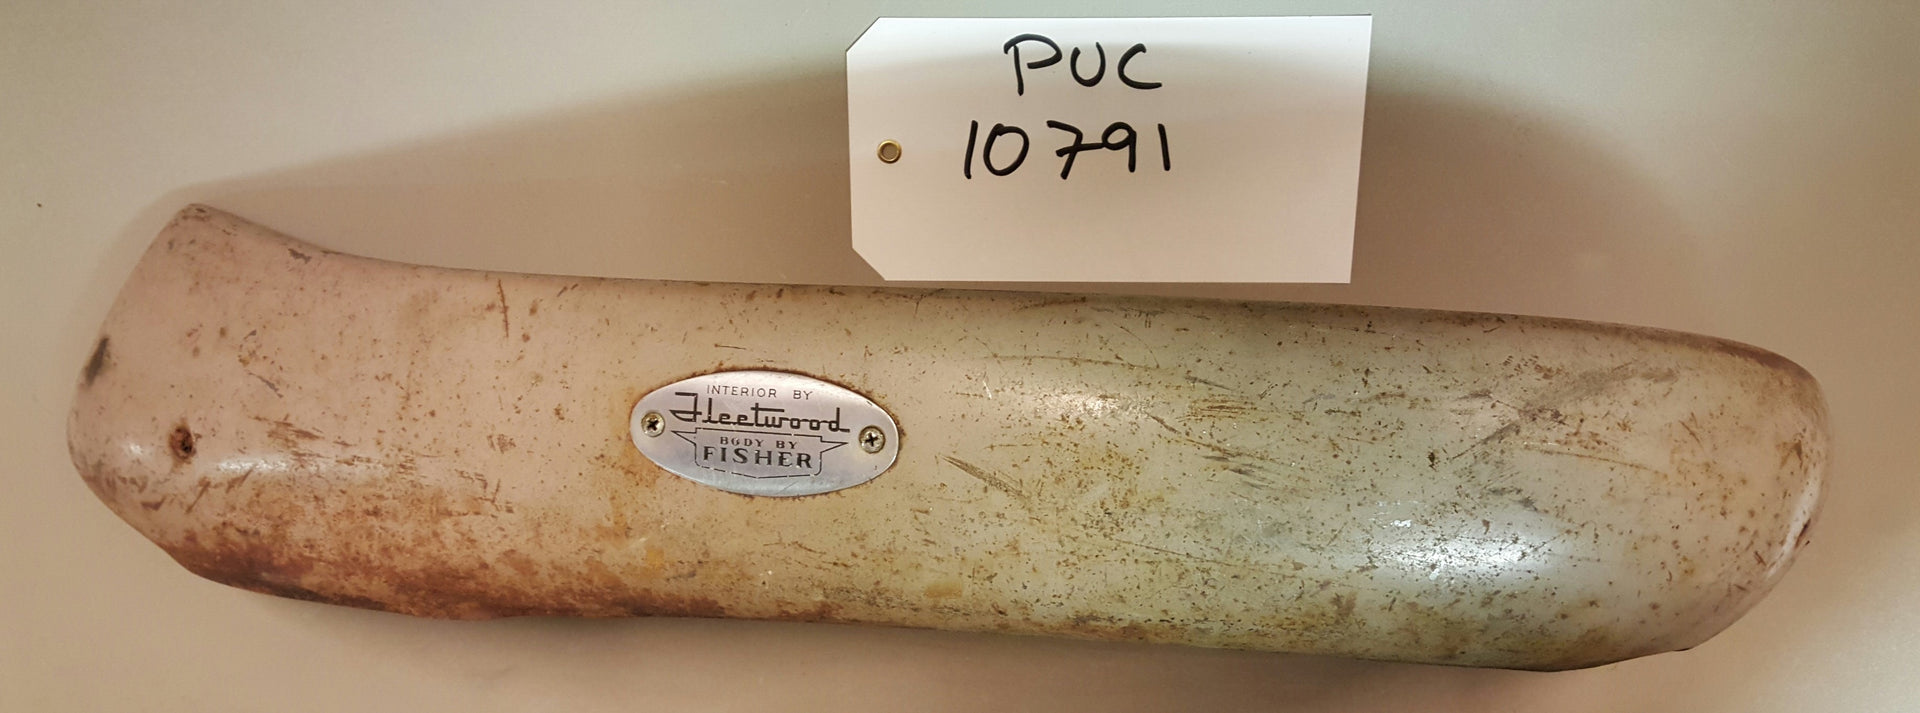 PUC
10791
INTERIOR BY
Fleetwood
BODY BY
FISHER